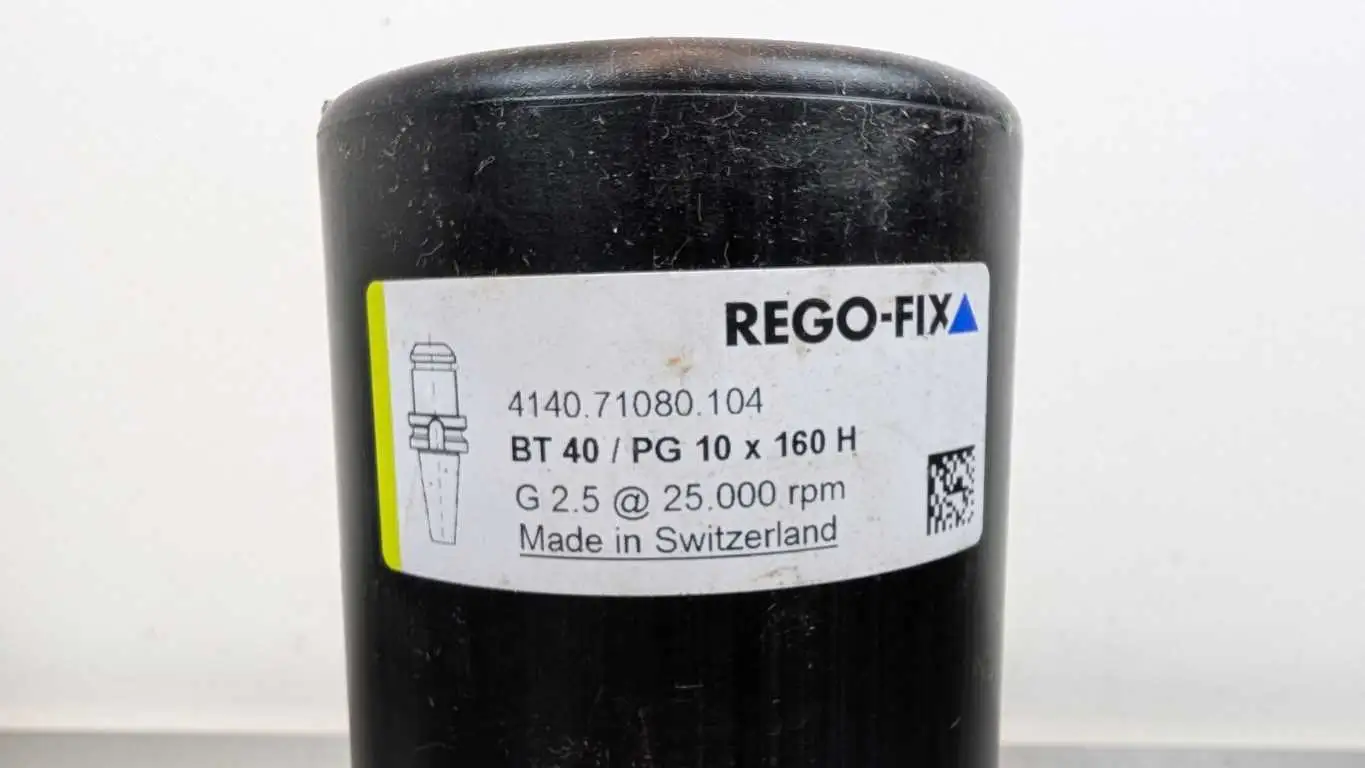 REGO-FIX
4140.71080.104
BT 40 / PG 10 x 160 H
G 2.5 @ 25.000 rpm
Made in Switzerland